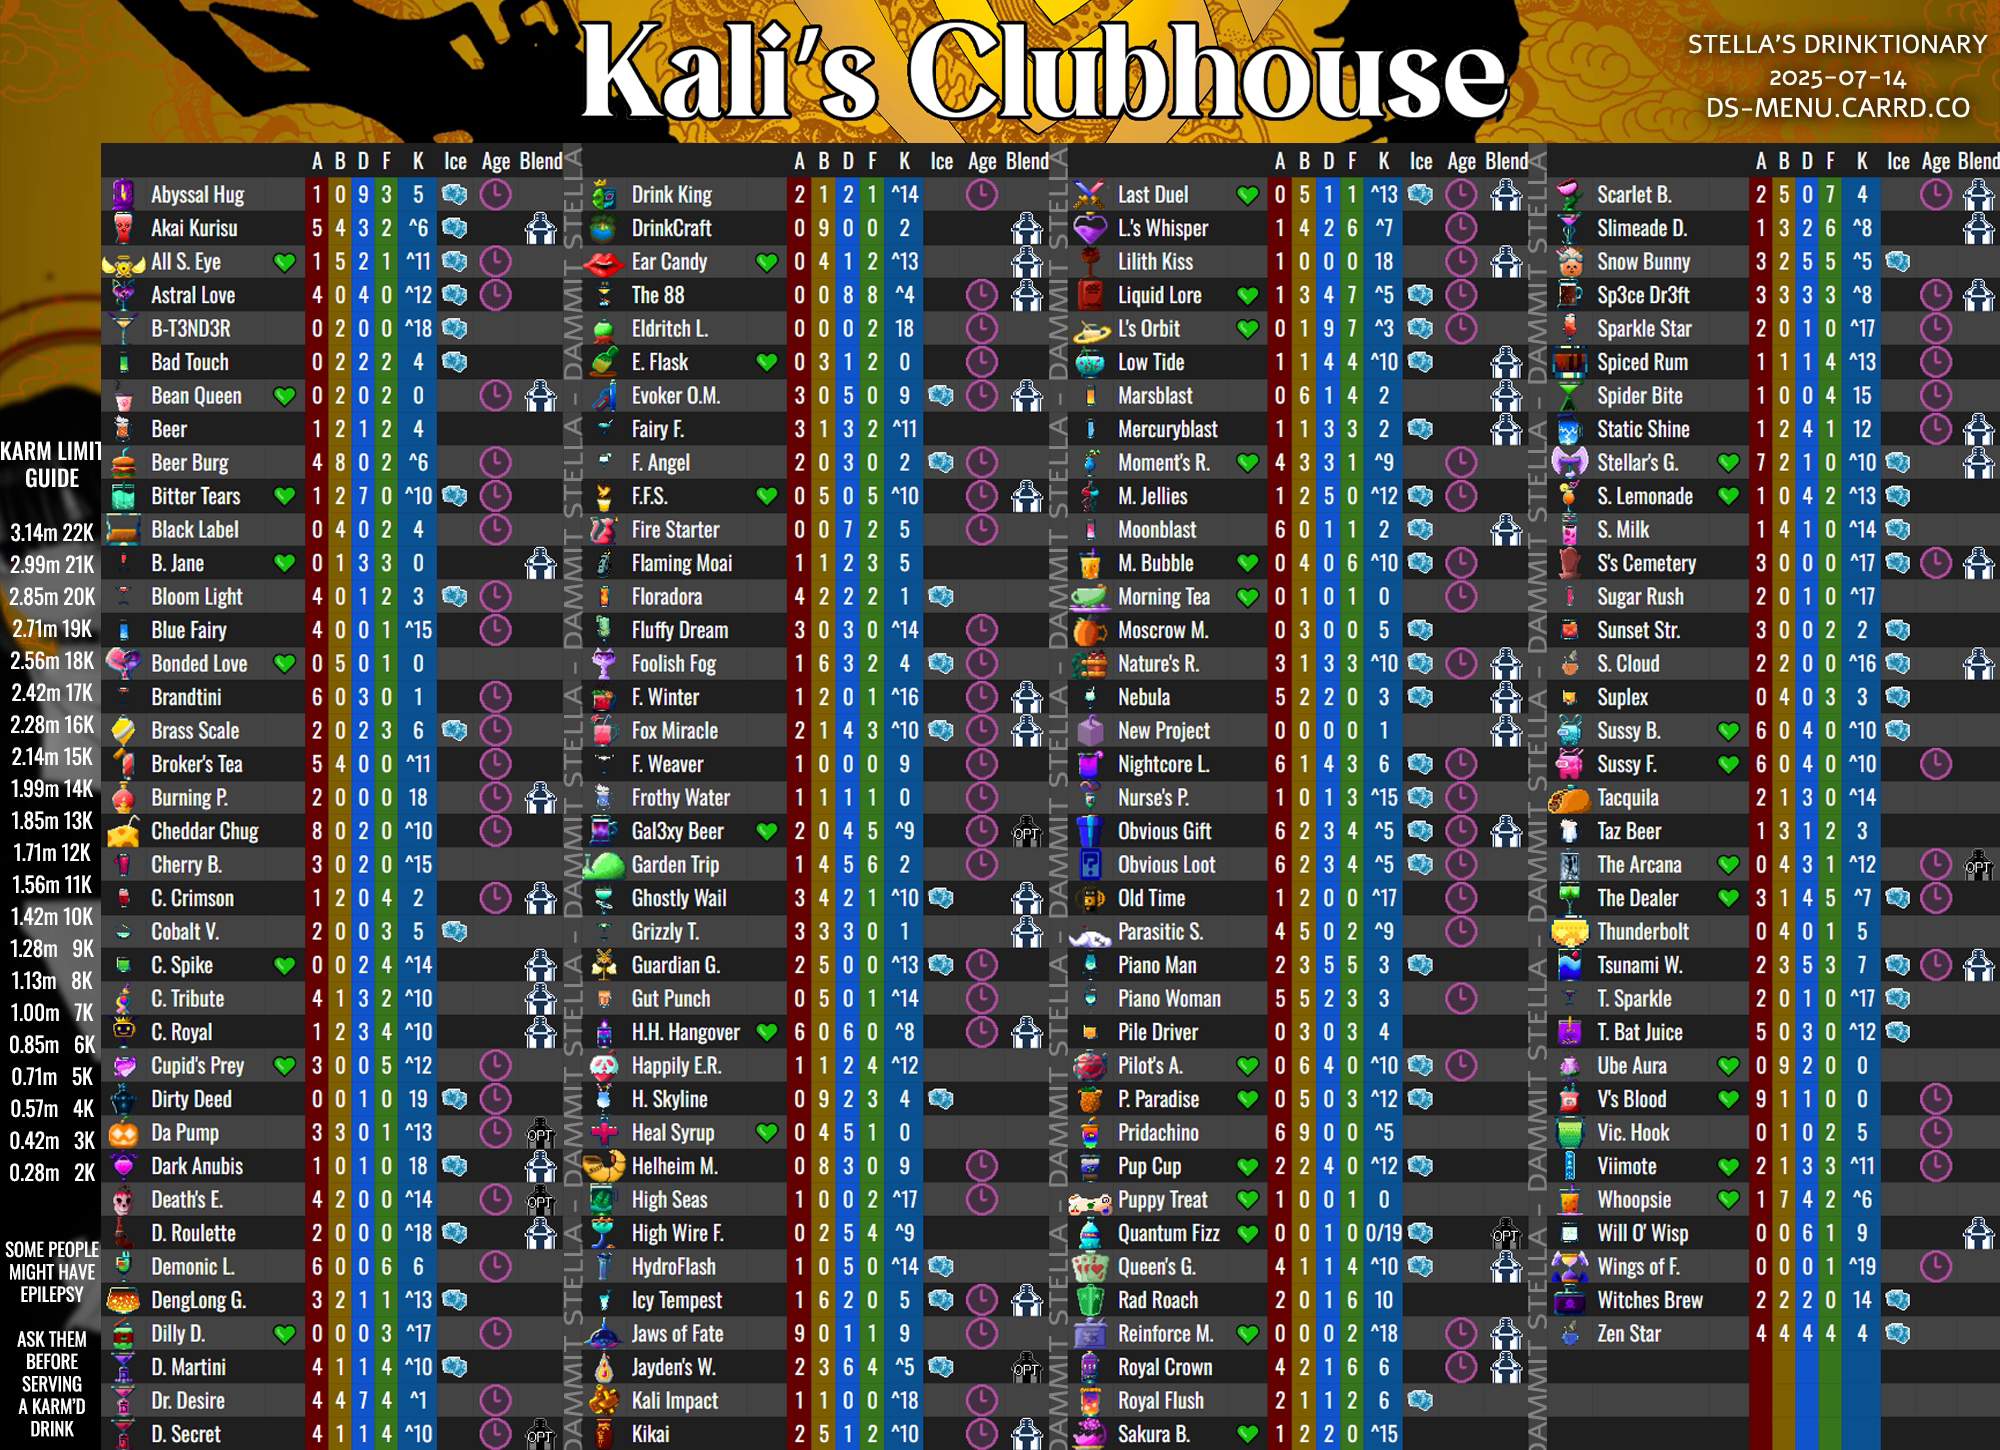 Kali's Clubhouse
STELLA'S DRINKTIONARY
2025-07-14
DS-MENU.CARRD.CO
KARM LIMIT
GUIDE
3.14m 22K
2.99m 21K
2.85m 20K
2.71m 19K
2.56m 18K
2.42m 17K
2.28m 16K
2.14m 15K
1.99m 14K
1.85m 13K
1.71m 12K
1.56m 11K
1.42m 10K
1.28m 9K
1.13m 8K
1.00m 7K
0.85m 6K
0.71m 5K
0.57m 4K
0.42m 3K
0.28m 2K
SOME PEOPLE
MIGHT HAVE
EPILEPSY
ASK THEM
BEFORE
SERVING
A KARM'D
DRINK
A B D F K Ice Age Blend
Abyssal Hug 1 0 9 3 5
Akai Kurisu 5 4 3 2 ^6
All S. Eye 1 5 2 1 ^11
Astral Love 4 0 4 0 ^12
B-T3ND3R 0 2 0 0 ^18
Bad Touch 0 2 2 2 4
Bean Queen 0 2 0 2 0
Beer 1 2 1 2 4
Beer Burg 4 8 0 2 ^6
Bitter Tears 1 2 7 0 ^10
Black Label 0 4 0 2 4
B. Jane 0 1 3 3 0
Bloom Light 4 0 1 2 3
Blue Fairy 4 0 0 1 ^15
Bonded Love 0 5 0 1 0
Brandtini 6 0 3 0 1
Brass Scale 2 0 2 3 6
Broker's Tea 5 4 0 0 ^11
Burning P. 2 0 0 0 18
Cheddar Chug 8 0 2 0 ^10
Cherry B. 3 0 2 0 ^15
C. Crimson 1 2 0 4 2
Cobalt V. 2 0 0 3 5
C. Spike 0 0 2 4 ^14
C. Tribute 4 1 3 2 ^10
C. Royal 1 2 3 4 ^10
Cupid's Prey 3 0 0 5 ^12
Dirty Deed 0 0 1 0 19
Da Pump 3 3 0 1 ^13 OPT
Dark Anubis 1 0 1 0 18
Death's E. 4 2 0 0 ^14 OPT
D. Roulette 2 0 0 0 ^18
Demonic L. 6 0 0 6 6
DengLong G. 3 2 1 1 ^13
Dilly D. 0 0 0 3 ^17
D. Martini 4 1 1 4 ^10
Dr. Desire 4 4 7 4 ^1
D. Secret 4 1 1 4 ^10 OPT
DAMMIT STELLA - DAMMIT STELLA - DAMMIT STELLA - DAMMIT STELLA
A B D F K Ice Age Blend
Drink King 2 1 2 1 ^14
DrinkCraft 0 9 0 0 2
Ear Candy 0 4 1 2 ^13
The 88 0 0 8 8 ^4
Eldritch L. 0 0 0 2 18
E. Flask 0 3 1 2 0
Evoker O.M. 3 0 5 0 9
Fairy F. 3 1 3 2 ^11
F. Angel 2 0 3 0 2
F.F.S. 0 5 0 5 ^10
Fire Starter 0 0 7 2 5
Flaming Moai 1 1 2 3 5
Floradora 4 2 2 2 1
Fluffy Dream 3 0 3 0 ^14
Foolish Fog 1 6 3 2 4
F. Winter 1 2 0 1 ^16
Fox Miracle 2 1 4 3 ^10
F. Weaver 1 0 0 0 9
Frothy Water 1 1 1 1 0
Gal3xy Beer 2 0 4 5 ^9 OPT
Garden Trip 1 4 5 6 2
Ghostly Wail 3 4 2 1 ^10
Grizzly T. 3 3 3 0 1
Guardian G. 2 5 0 0 ^13
Gut Punch 0 5 0 1 ^14
H.H. Hangover 6 0 6 0 ^8
Happily E.R. 1 1 2 4 ^12
H. Skyline 0 9 2 3 4
Heal Syrup 0 4 5 1 0
Helheim M. 0 8 3 0 9
High Seas 1 0 0 2 ^17
High Wire F. 0 2 5 4 ^9
HydroFlash 1 0 5 0 ^14
Icy Tempest 1 6 2 0 5
Jaws of Fate 9 0 1 1 9
Jayden's W. 2 3 6 4 ^5 OPT
Kali Impact 1 1 0 0 ^18
Kikai 2 5 1 2 ^10
DAMMIT STELLA - DAMMIT STELLA - DAMMIT STELLA - DAMMIT STELLA
A B D F K Ice Age Blend
Last Duel 0 5 1 1 ^13
L.'s Whisper 1 4 2 6 ^7
Lilith Kiss 1 0 0 0 18
Liquid Lore 1 3 4 7 ^5
L's Orbit 0 1 9 7 ^3
Low Tide 1 1 4 4 ^10
Marsblast 0 6 1 4 2
Mercuryblast 1 1 3 3 2
Moment's R. 4 3 3 1 ^9
M. Jellies 1 2 5 0 ^12
Moonblast 6 0 1 1 2
M. Bubble 0 4 0 6 ^10
Morning Tea 0 1 0 1 0
Moscrow M. 0 3 0 0 5
Nature's R. 3 1 3 3 ^10
Nebula 5 2 2 0 3
New Project 0 0 0 0 1
Nightcore L. 6 1 4 3 6
Nurse's P. 1 0 1 3 ^15
Obvious Gift 6 2 3 4 ^5
Obvious Loot 6 2 3 4 ^5
Old Time 1 2 0 0 ^17
Parasitic S. 4 5 0 2 ^9
Piano Man 2 3 5 5 3
Piano Woman 5 5 2 3 3
Pile Driver 0 3 0 3 4
Pilot's A. 0 6 4 0 ^10
P. Paradise 0 5 0 3 ^12
Pridachino 6 9 0 0 ^5
Pup Cup 2 2 4 0 ^12
Puppy Treat 1 0 0 1 0
Quantum Fizz 0 0 1 0 0/19 OPT
Queen's G. 4 1 1 4 ^10
Rad Roach 2 0 1 6 10
Reinforce M. 0 0 0 2 ^18
Royal Crown 4 2 1 6 6
Royal Flush 2 1 1 2 6
Sakura B. 1 2 2 0 ^15
DAMMIT STELLA - DAMMIT STELLA - DAMMIT STELLA - DAMMIT STELLA
A B D F K Ice Age Blend
Scarlet B. 2 5 0 7 4
Slimeade D. 1 3 2 6 ^8
Snow Bunny 3 2 5 5 ^5
Sp3ce Dr3ft 3 3 3 3 ^8
Sparkle Star 2 0 1 0 ^17
Spiced Rum 1 1 1 4 ^13
Spider Bite 1 0 0 4 15
Static Shine 1 2 4 1 12
Stellar's G. 7 2 1 0 ^10
S. Lemonade 1 0 4 2 ^13
S. Milk 1 4 1 0 ^14
S's Cemetery 3 0 0 0 ^17
Sugar Rush 2 0 1 0 ^17
Sunset Str. 3 0 0 2 2
S. Cloud 2 2 0 0 ^16
Suplex 0 4 0 3 3
Sussy B. 6 0 4 0 ^10
Sussy F. 6 0 4 0 ^10
Tacquila 2 1 3 0 ^14
Taz Beer 1 3 1 2 3
The Arcana 0 4 3 1 ^12 OPT
The Dealer 3 1 4 5 ^7
Thunderbolt 0 4 0 1 5
Tsunami W. 2 3 5 3 7
T. Sparkle 2 0 1 0 ^17
T. Bat Juice 5 0 3 0 ^12
Ube Aura 0 9 2 0 0
V's Blood 9 1 1 0 0
Vic. Hook 0 1 0 2 5
Viimote 2 1 3 3 ^11
Whoopsie 1 7 4 2 ^6
Will O' Wisp 0 0 6 1 9
Wings of F. 0 0 0 1 ^19
Witches Brew 2 2 2 0 14
Zen Star 4 4 4 4 4